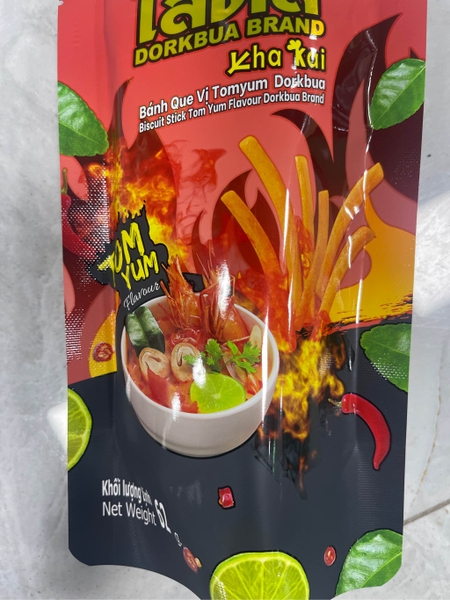 DORKBUA BRAND
Kha Kai
Bánh Que Vị Tomyum Dorkbua
Biscuit Stick Tom Yum Flavour Dorkbua Brand
TOM
YUM
Flavour
Khối lượng tịnh
Net Weight